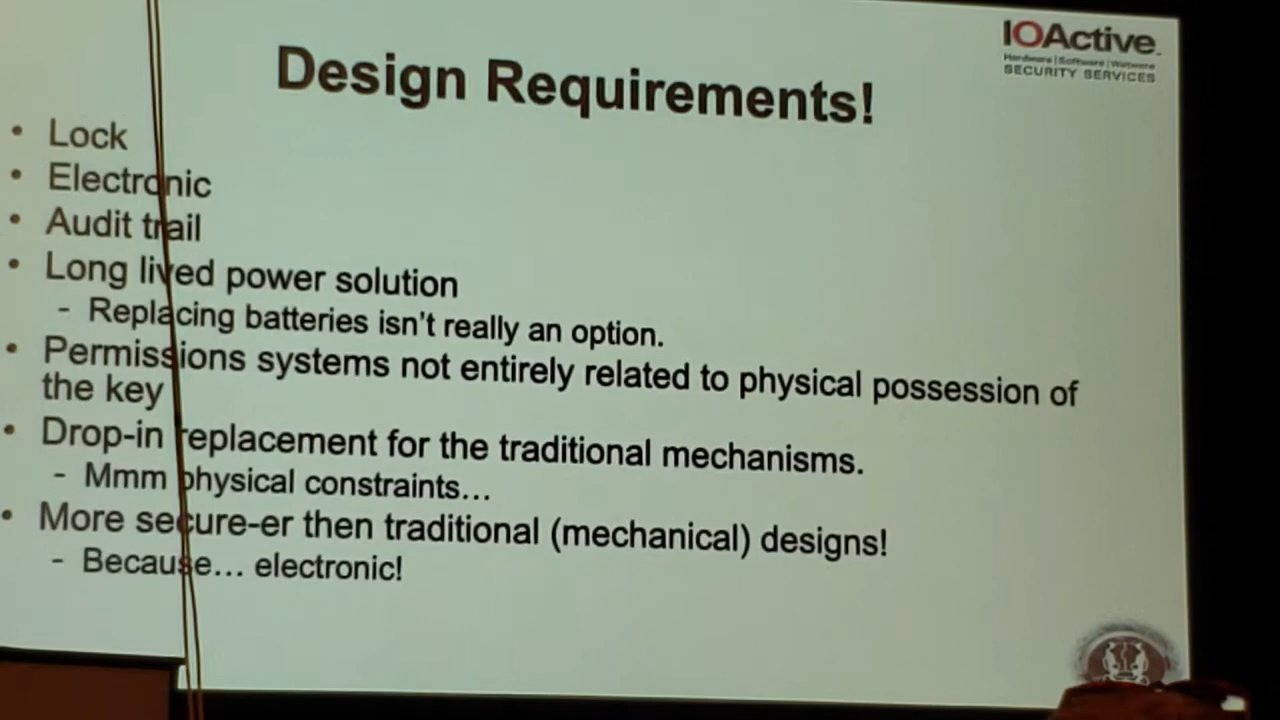 IOActive.
Hardware | Software | Wetware
SECURITY SERVICES
Design Requirements!
• Lock
• Electronic
• Audit trail
• Long lived power solution
- Replacing batteries isn't really an option.
• Permissions systems not entirely related to physical possession of
the key
• Drop-in replacement for the traditional mechanisms.
- Mmm physical constraints...
• More secure-er then traditional (mechanical) designs!
- Because... electronic!